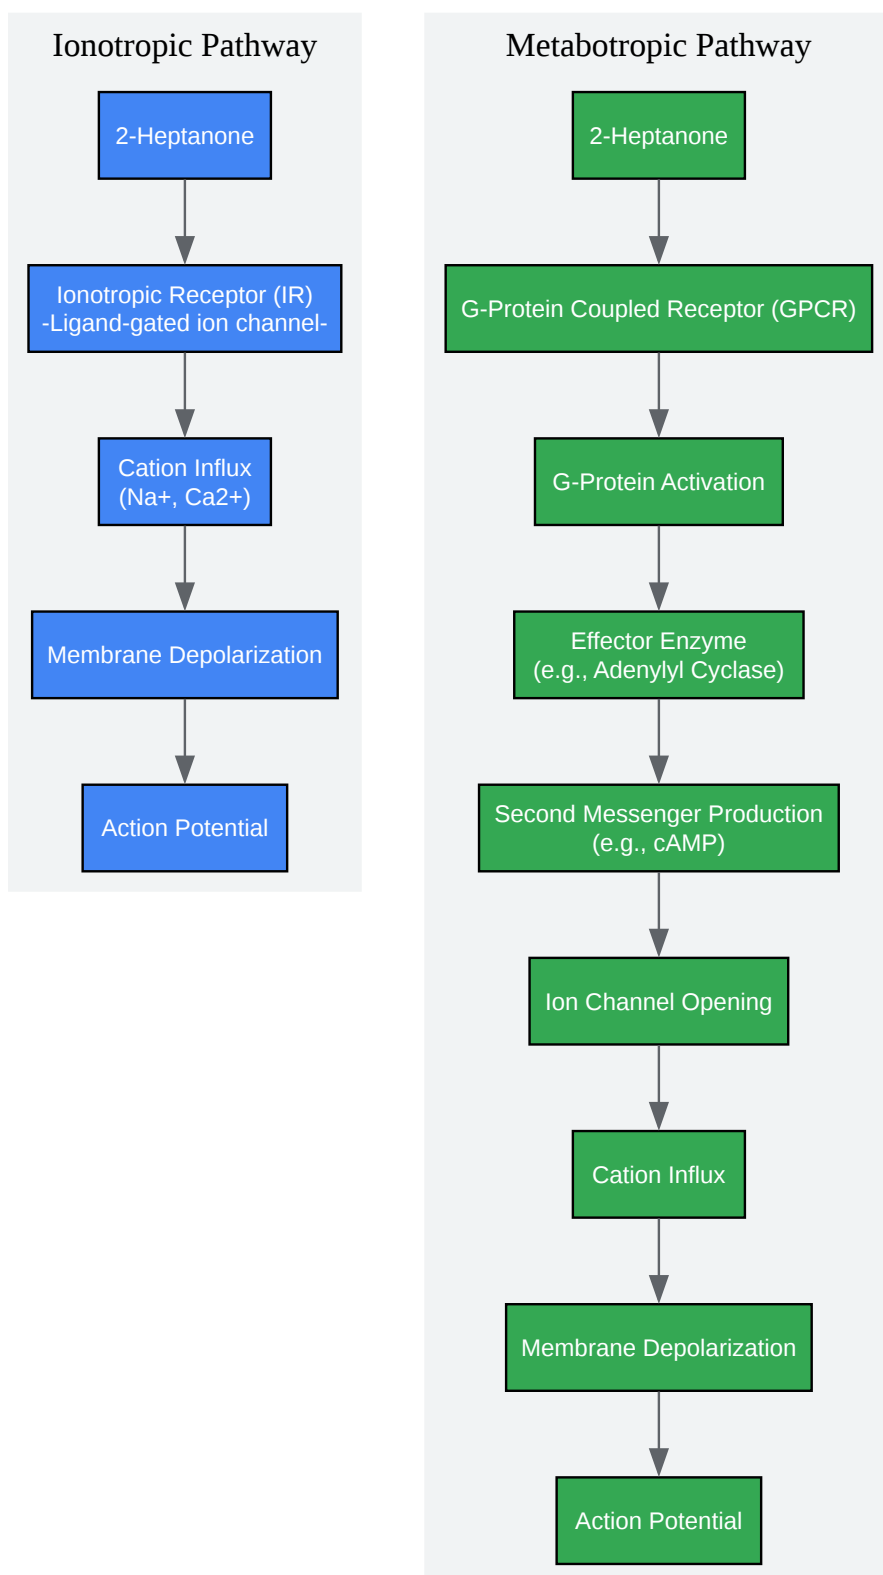 Ionotropic Pathway
2-Heptanone
Ionotropic Receptor (IR)
-Ligand-gated ion channel-
Cation Influx
(Na+, Ca2+)
Membrane Depolarization
Action Potential
Metabotropic Pathway
2-Heptanone
G-Protein Coupled Receptor (GPCR)
G-Protein Activation
Effector Enzyme
(e.g., Adenylyl Cyclase)
Second Messenger Production
(e.g., cAMP)
Ion Channel Opening
Cation Influx
Membrane Depolarization
Action Potential